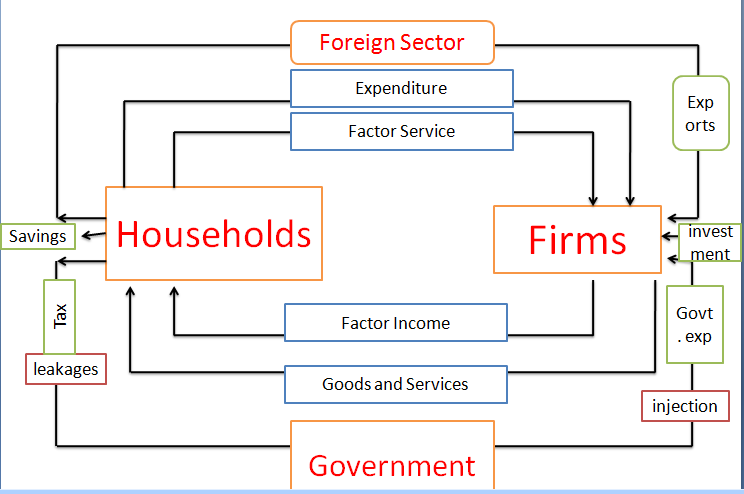 Foreign Sector
Expenditure
Exp
orts
Factor Service
Households
Firms
Savings
invest
ment
Tax
Factor Income
Govt
. exp
leakages
Goods and Services
injection
Government